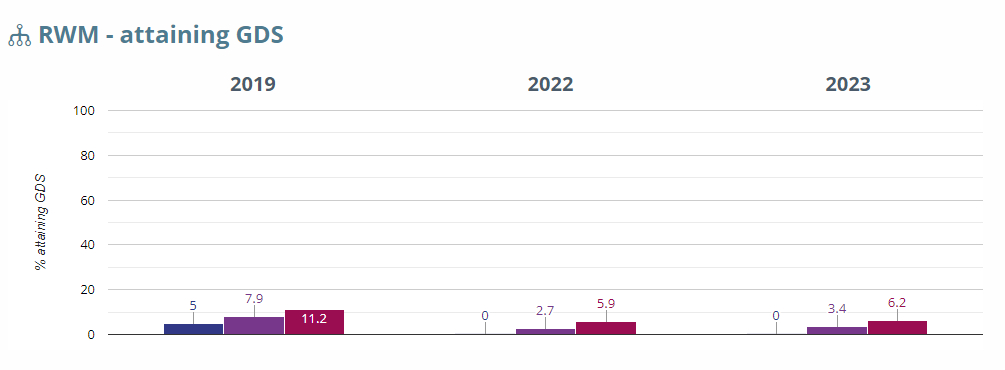 RWM - attaining GDS
2019 2022 2023
100
80
60
40
20
0
% attaining GDS
5 7.9 11.2
0 2.7 5.9
0 3.4 6.2